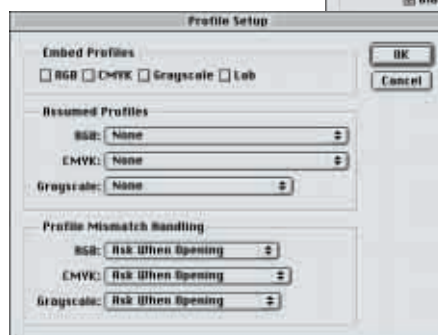 Profile Setup
Embed Profiles
OK
RGB CMYK Grayscale Lab
Cancel
Assumed Profiles
RGB: None
CMYK: None
Grayscale: None
Profile Mismatch Handling
RGB: Ask When Opening
CMYK: Ask When Opening
Grayscale: Ask When Opening